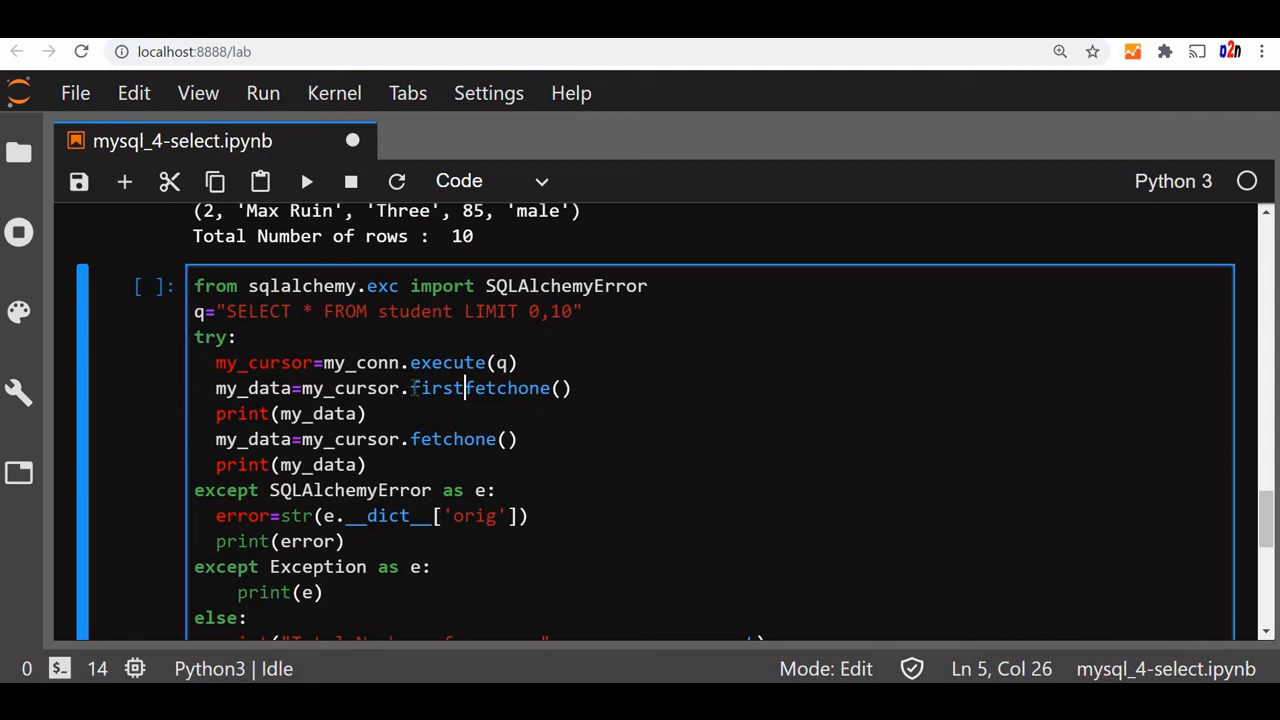 localhost:8888/lab
File Edit View Run Kernel Tabs Settings Help
mysql_4-select.ipynb
Code Python 3
(2, 'Max Ruin', 'Three', 85, 'male')
Total Number of rows :  10
[ ]: from sqlalchemy.exc import SQLAlchemyError
q="SELECT * FROM student LIMIT 0,10"
try:
my_cursor=my_conn.execute(q)
my_data=my_cursor.firstfetchone()
print(my_data)
my_data=my_cursor.fetchone()
print(my_data)
except SQLAlchemyError as e:
error=str(e.__dict__['orig'])
print(error)
except Exception as e:
print(e)
else:
0 $_ 14 Python3 | Idle Mode: Edit Ln 5, Col 26 mysql_4-select.ipynb